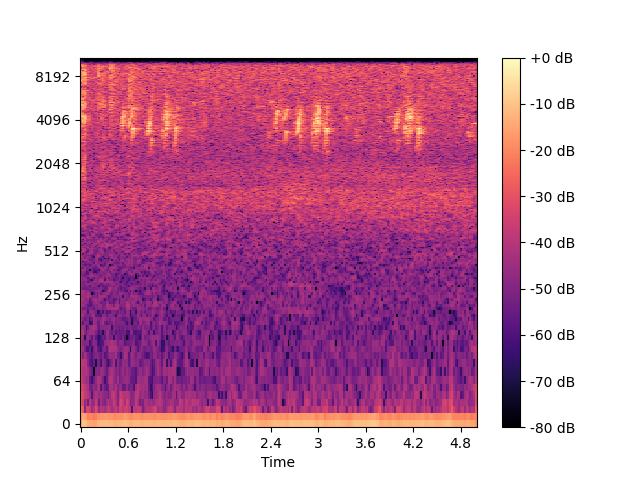 8192
4096
2048
1024
512
256
128
64
0
Hz
0 0.6 1.2 1.8 2.4 3 3.6 4.2 4.8
Time
+0 dB
-10 dB
-20 dB
-30 dB
-40 dB
-50 dB
-60 dB
-70 dB
-80 dB